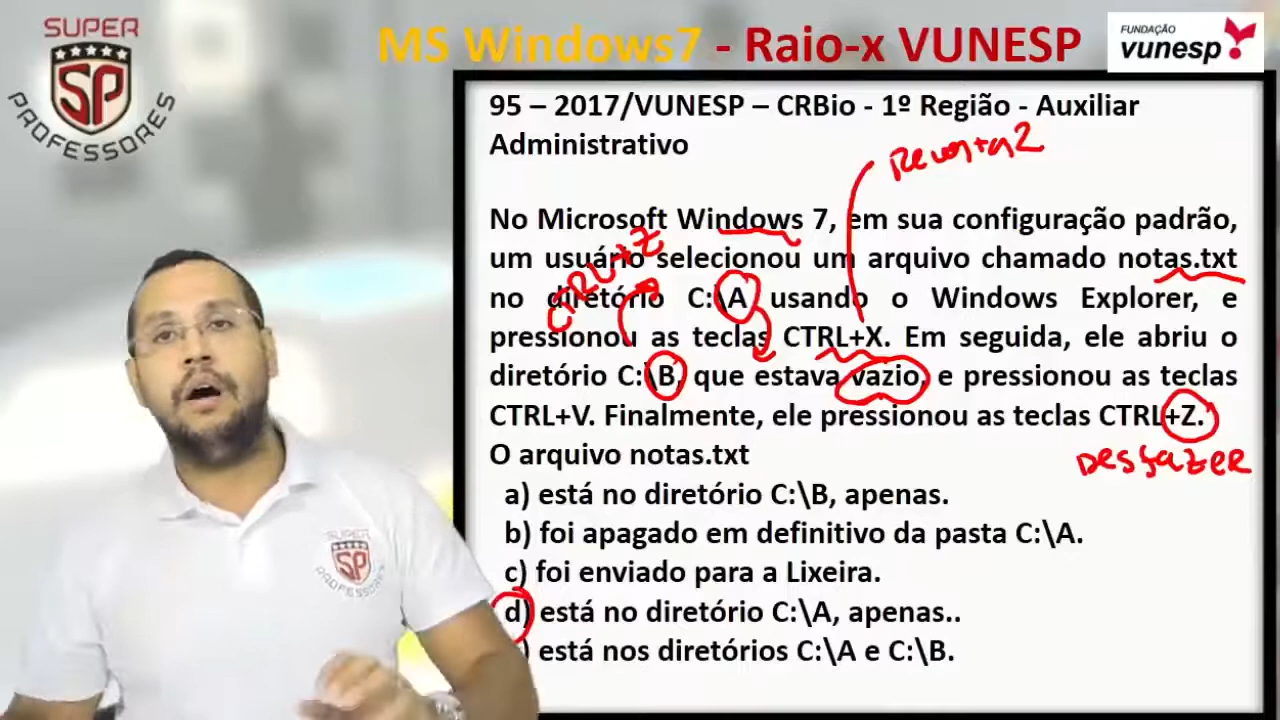 SUPER
SP
PROFESSORES
MS Windows7 - Raio-x VUNESP
FUNDAÇÃO
vunesp
95 – 2017/VUNESP – CRBio - 1º Região - Auxiliar
Administrativo
No Microsoft Windows 7, em sua configuração padrão,
um usuário selecionou um arquivo chamado notas.txt
no diretório C:\A usando o Windows Explorer, e
pressionou as teclas CTRL+X. Em seguida, ele abriu o
diretório C:\B, que estava vazio, e pressionou as teclas
CTRL+V. Finalmente, ele pressionou as teclas CTRL+Z.
O arquivo notas.txt
a) está no diretório C:\B, apenas.
b) foi apagado em definitivo da pasta C:\A.
c) foi enviado para a Lixeira.
d) está no diretório C:\A, apenas..
) está nos diretórios C:\A e C:\B.
CTRL+Z
DESFAZER
SUPER
SP
PROFESSORES